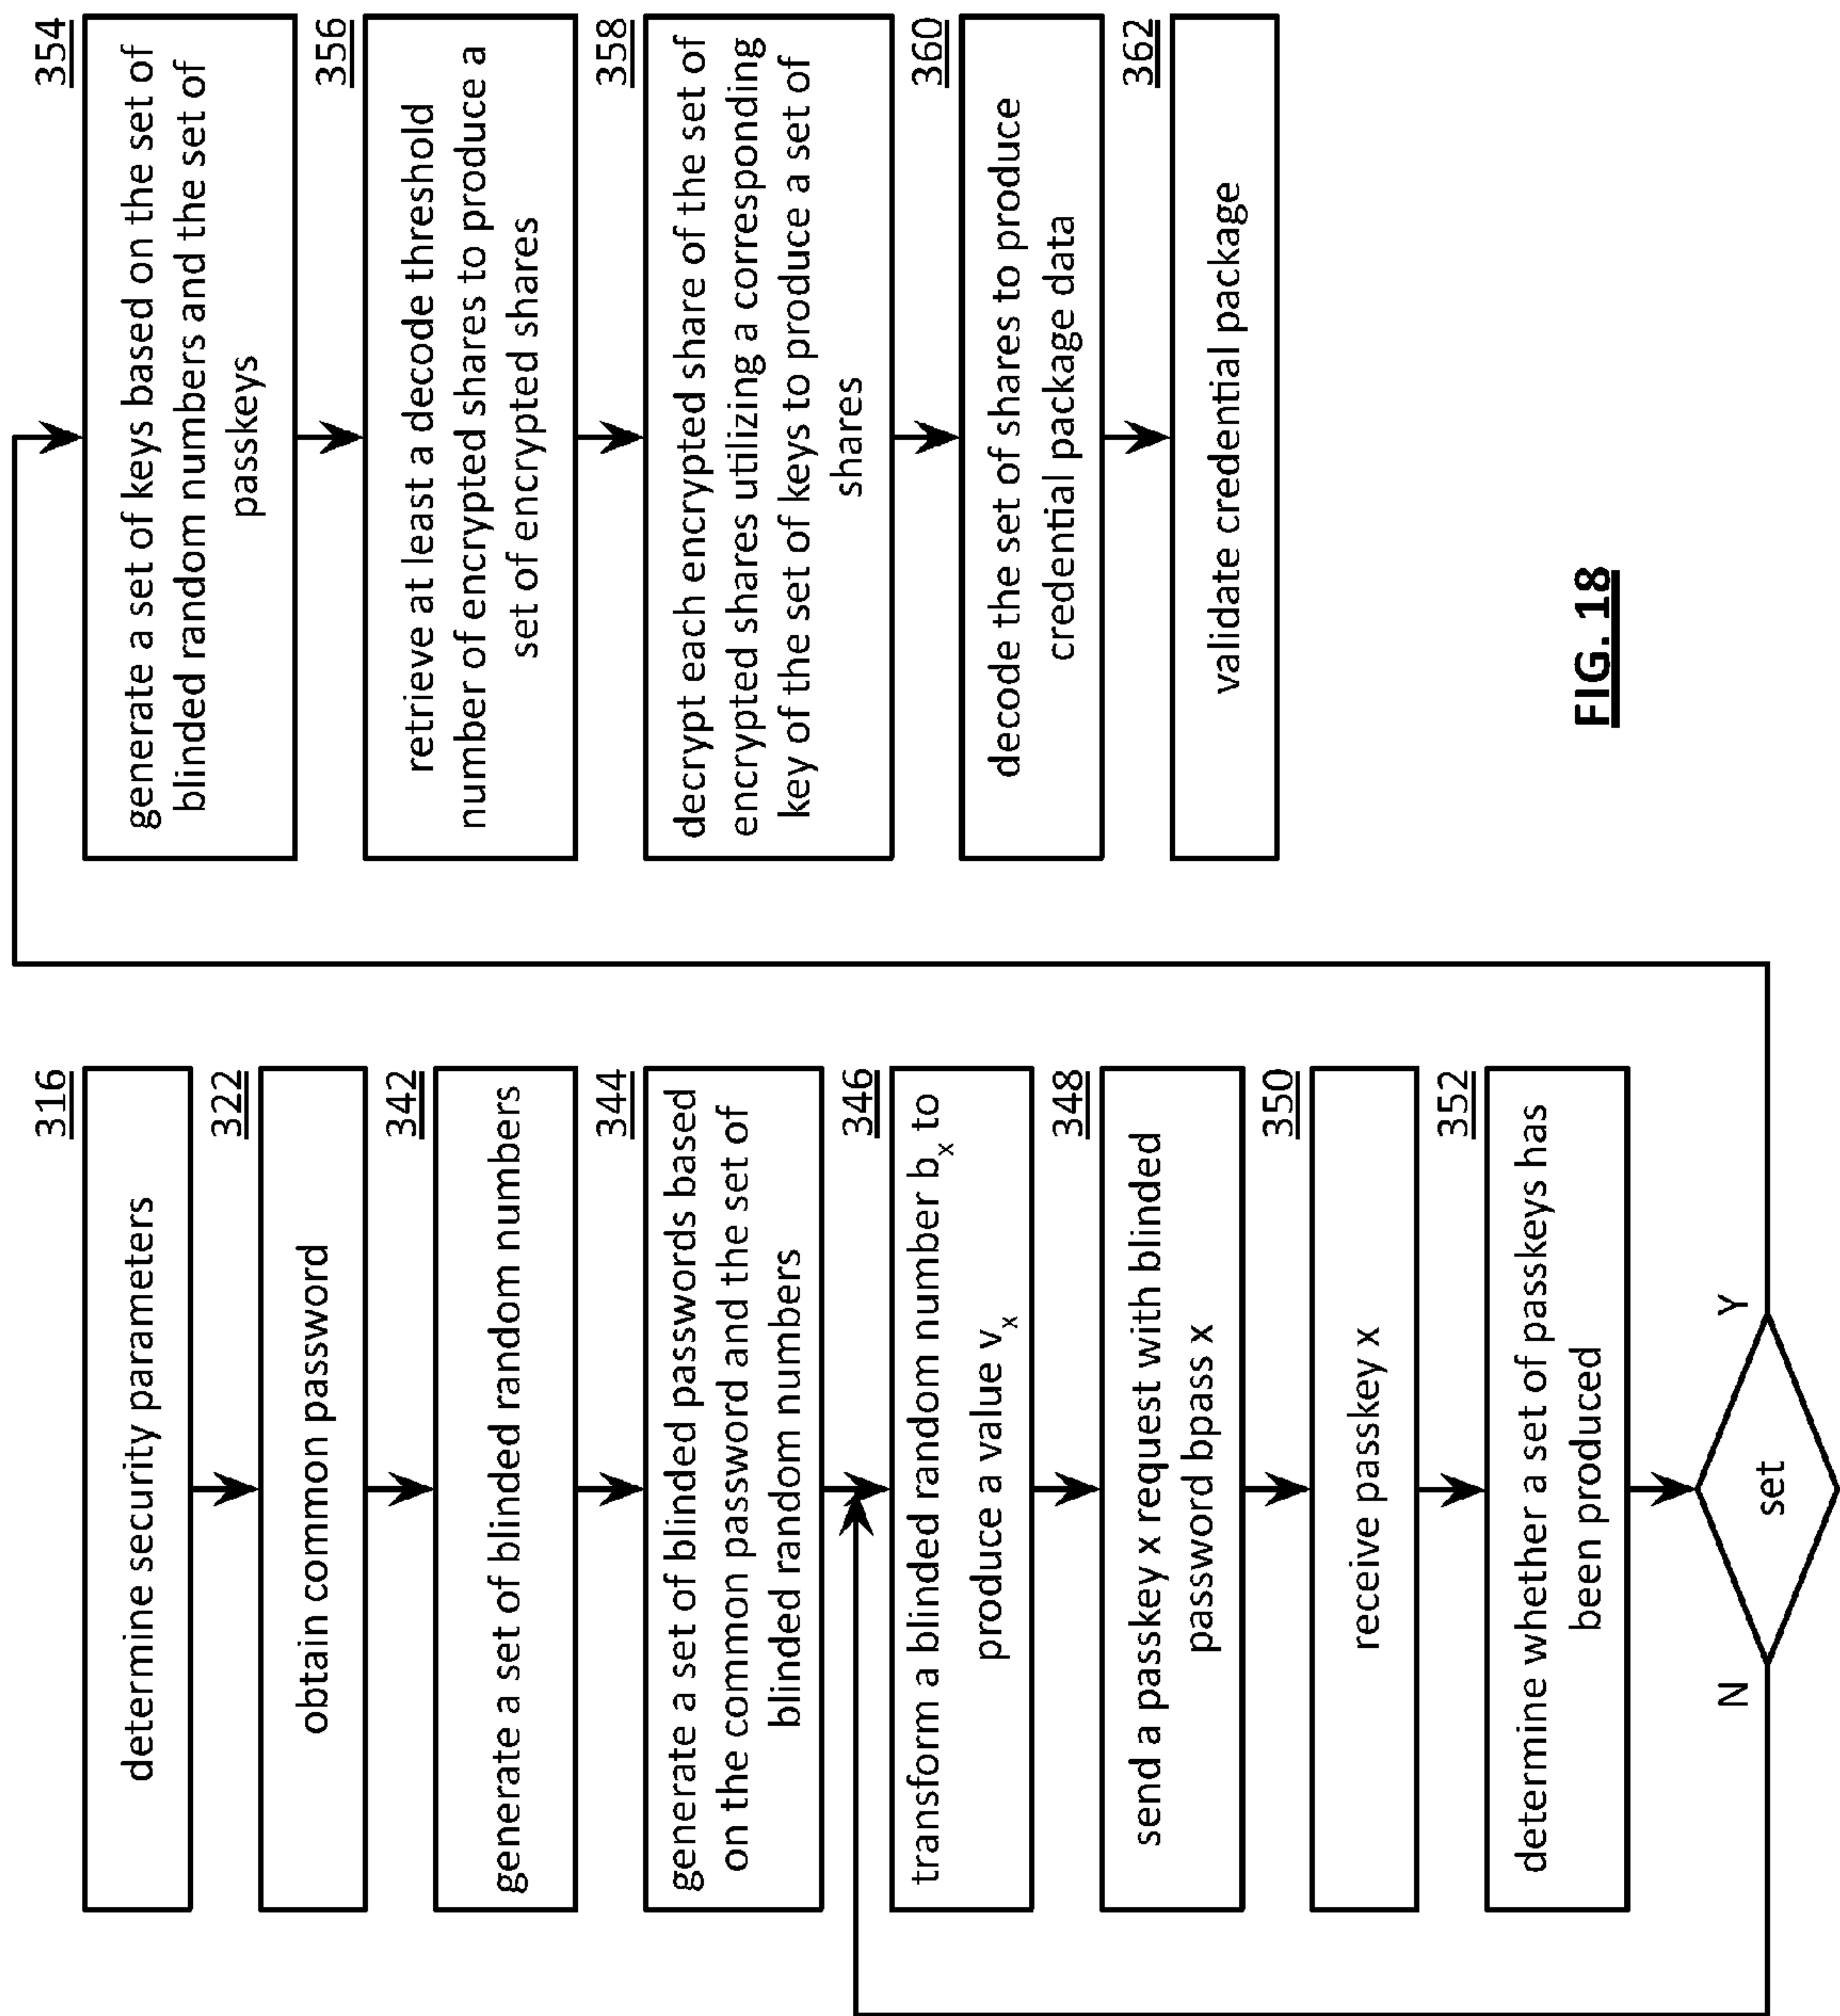 316
determine security parameters
322
obtain common password
342
generate a set of blinded random numbers
344
generate a set of blinded passwords based
on the common password and the set of
blinded random numbers
346
transform a blinded random number bₓ to
produce a value vₓ
348
send a passkey x request with blinded
password bpass x
350
receive passkey x
352
determine whether a set of passkeys has
been produced
set
N
Y
354
generate a set of keys based on the set of
blinded random numbers and the set of
passkeys
356
retrieve at least a decode threshold
number of encrypted shares to produce a
set of encrypted shares
358
decrypt each encrypted share of the set of
encrypted shares utilizing a corresponding
key of the set of keys to produce a set of
shares
360
decode the set of shares to produce
credential package data
362
validate credential package
FIG. 18